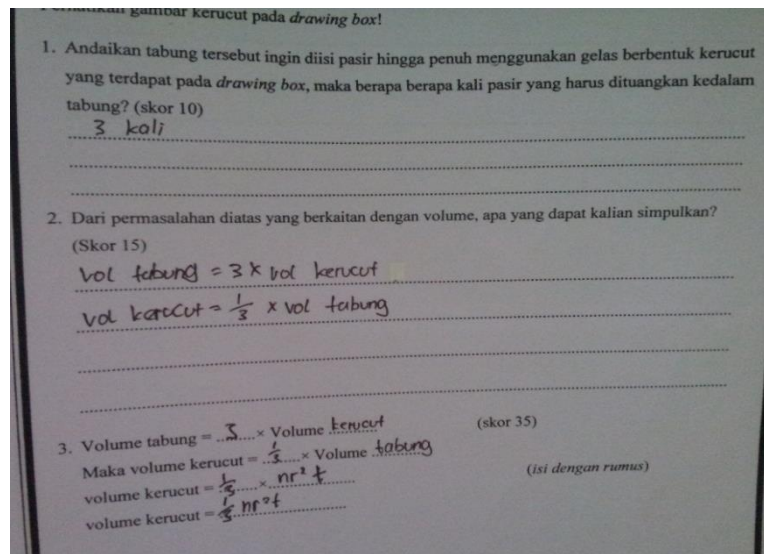 gambar kerucut pada drawing box!
1. Andaikan tabung tersebut ingin diisi pasir hingga penuh menggunakan gelas berbentuk kerucut
yang terdapat pada drawing box, maka berapa berapa kali pasir yang harus dituangkan kedalam
tabung? (skor 10)
3 kali
2. Dari permasalahan diatas yang berkaitan dengan volume, apa yang dapat kalian simpulkan?
(Skor 15)
Vol tabung = 3 x vol kerucut
vol kerucut = 1/3 x vol tabung
3. Volume tabung = ..3.... × Volume kerucut (skor 35)
Maka volume kerucut = ..1/3.... × Volume tabung
volume kerucut = ..1/3.... × πr² t (isi dengan rumus)
volume kerucut = 1/3 πr²t